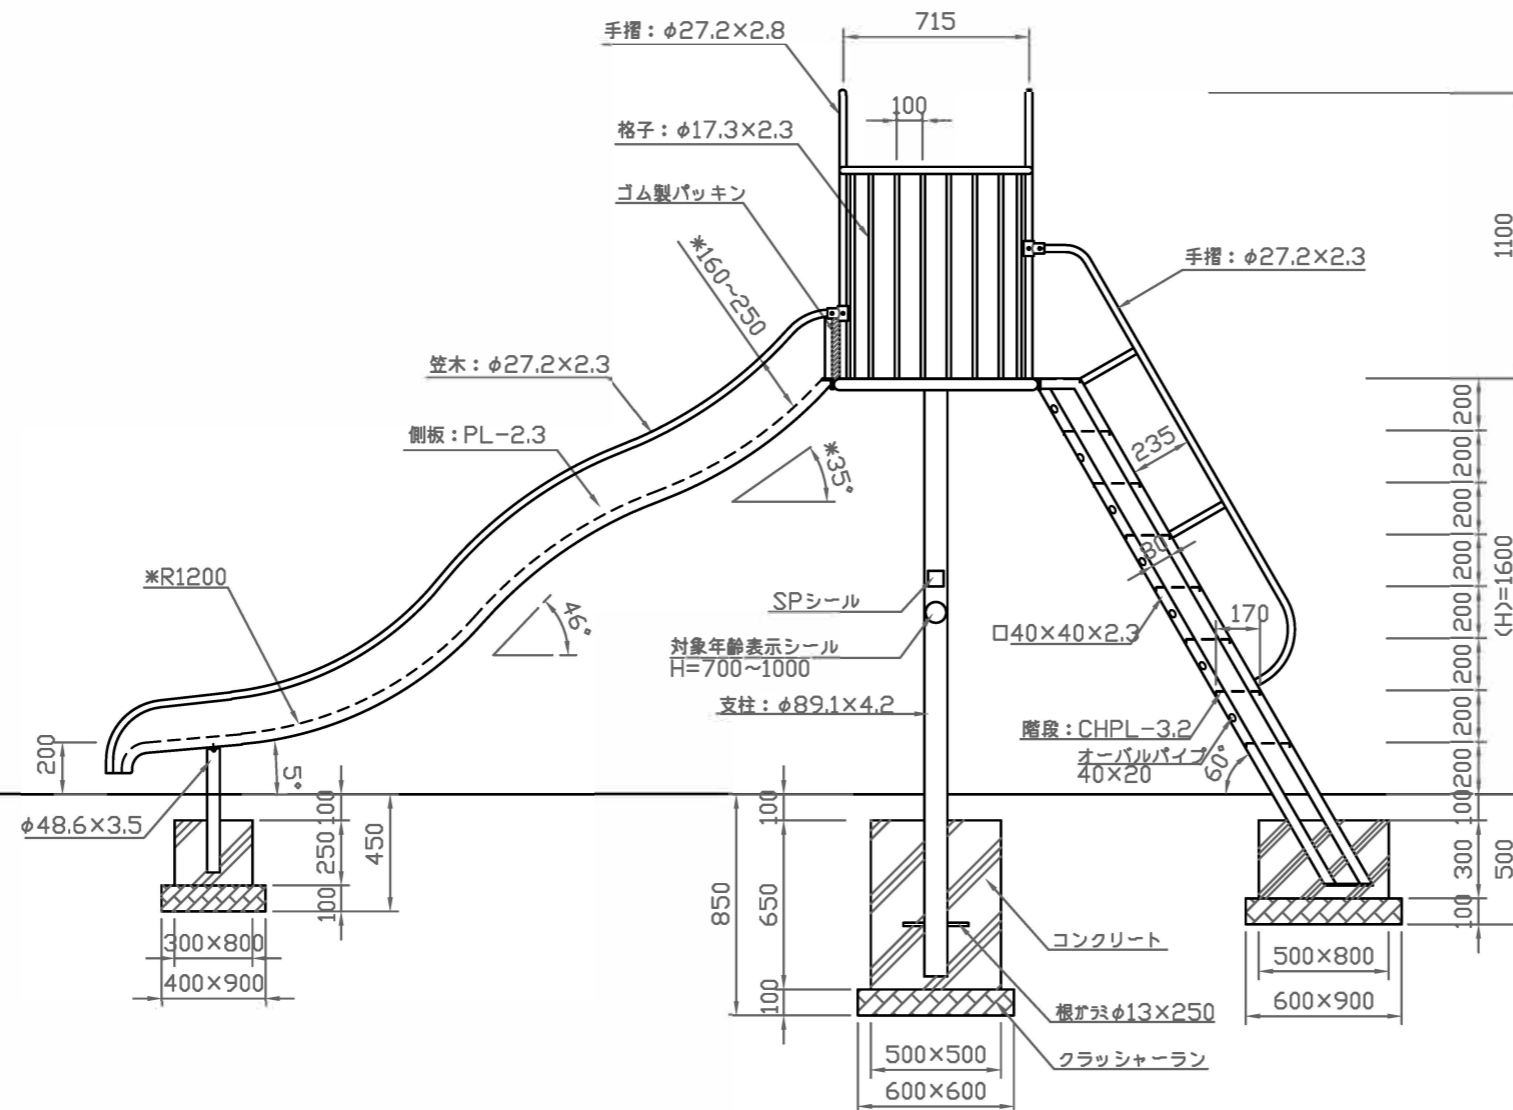 手摺：φ27.2×2.8
715
100
格子：φ17.3×2.3
ゴム製パッキン
*160~250
手摺：φ27.2×2.3
1100
笠木：φ27.2×2.3
側板：PL-2.3
*35°
235
200
200
200
200
200
200
200
200
(H)=1600
*R1200
46°
SPシール
対象年齢表示シール
H=700~1000
支柱：φ89.1×4.2
80
□40×40×2.3
170
階段：CHPL-3.2
オーバルパイプ
40×20
60°
200
5°
φ48.6×3.5
100
250
100
450
300×800
400×900
100
650
100
850
コンクリート
根ガラミφ13×250
クラッシャーラン
500×500
600×600
100
300
100
500
500×800
600×900